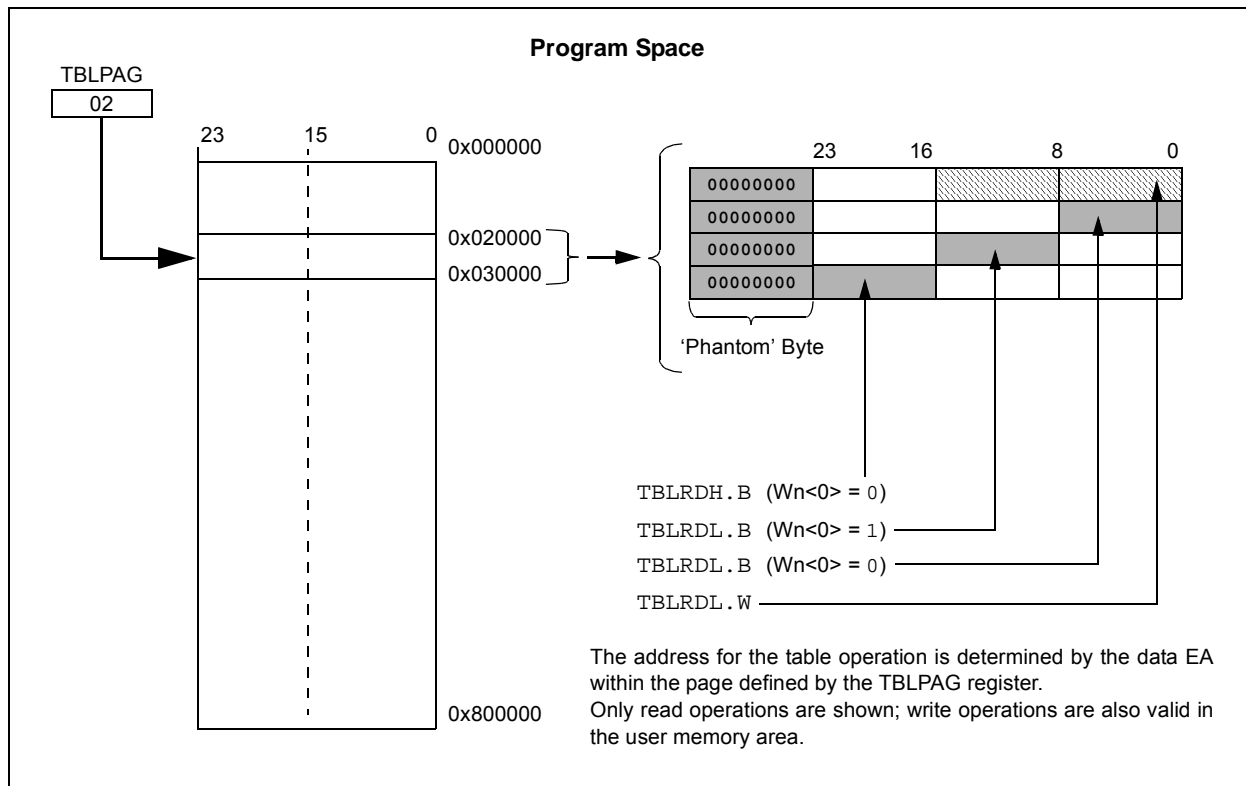 Program Space
TBLPAG
02
23 15 0
0x000000
0x020000
0x030000
0x800000
23 16 8 0
00000000
00000000
00000000
00000000
‘Phantom’ Byte
TBLRDH.B (Wn<0> = 0)
TBLRDL.B (Wn<0> = 1)
TBLRDL.B (Wn<0> = 0)
TBLRDL.W
The address for the table operation is determined by the data EA
within the page defined by the TBLPAG register.
Only read operations are shown; write operations are also valid in
the user memory area.